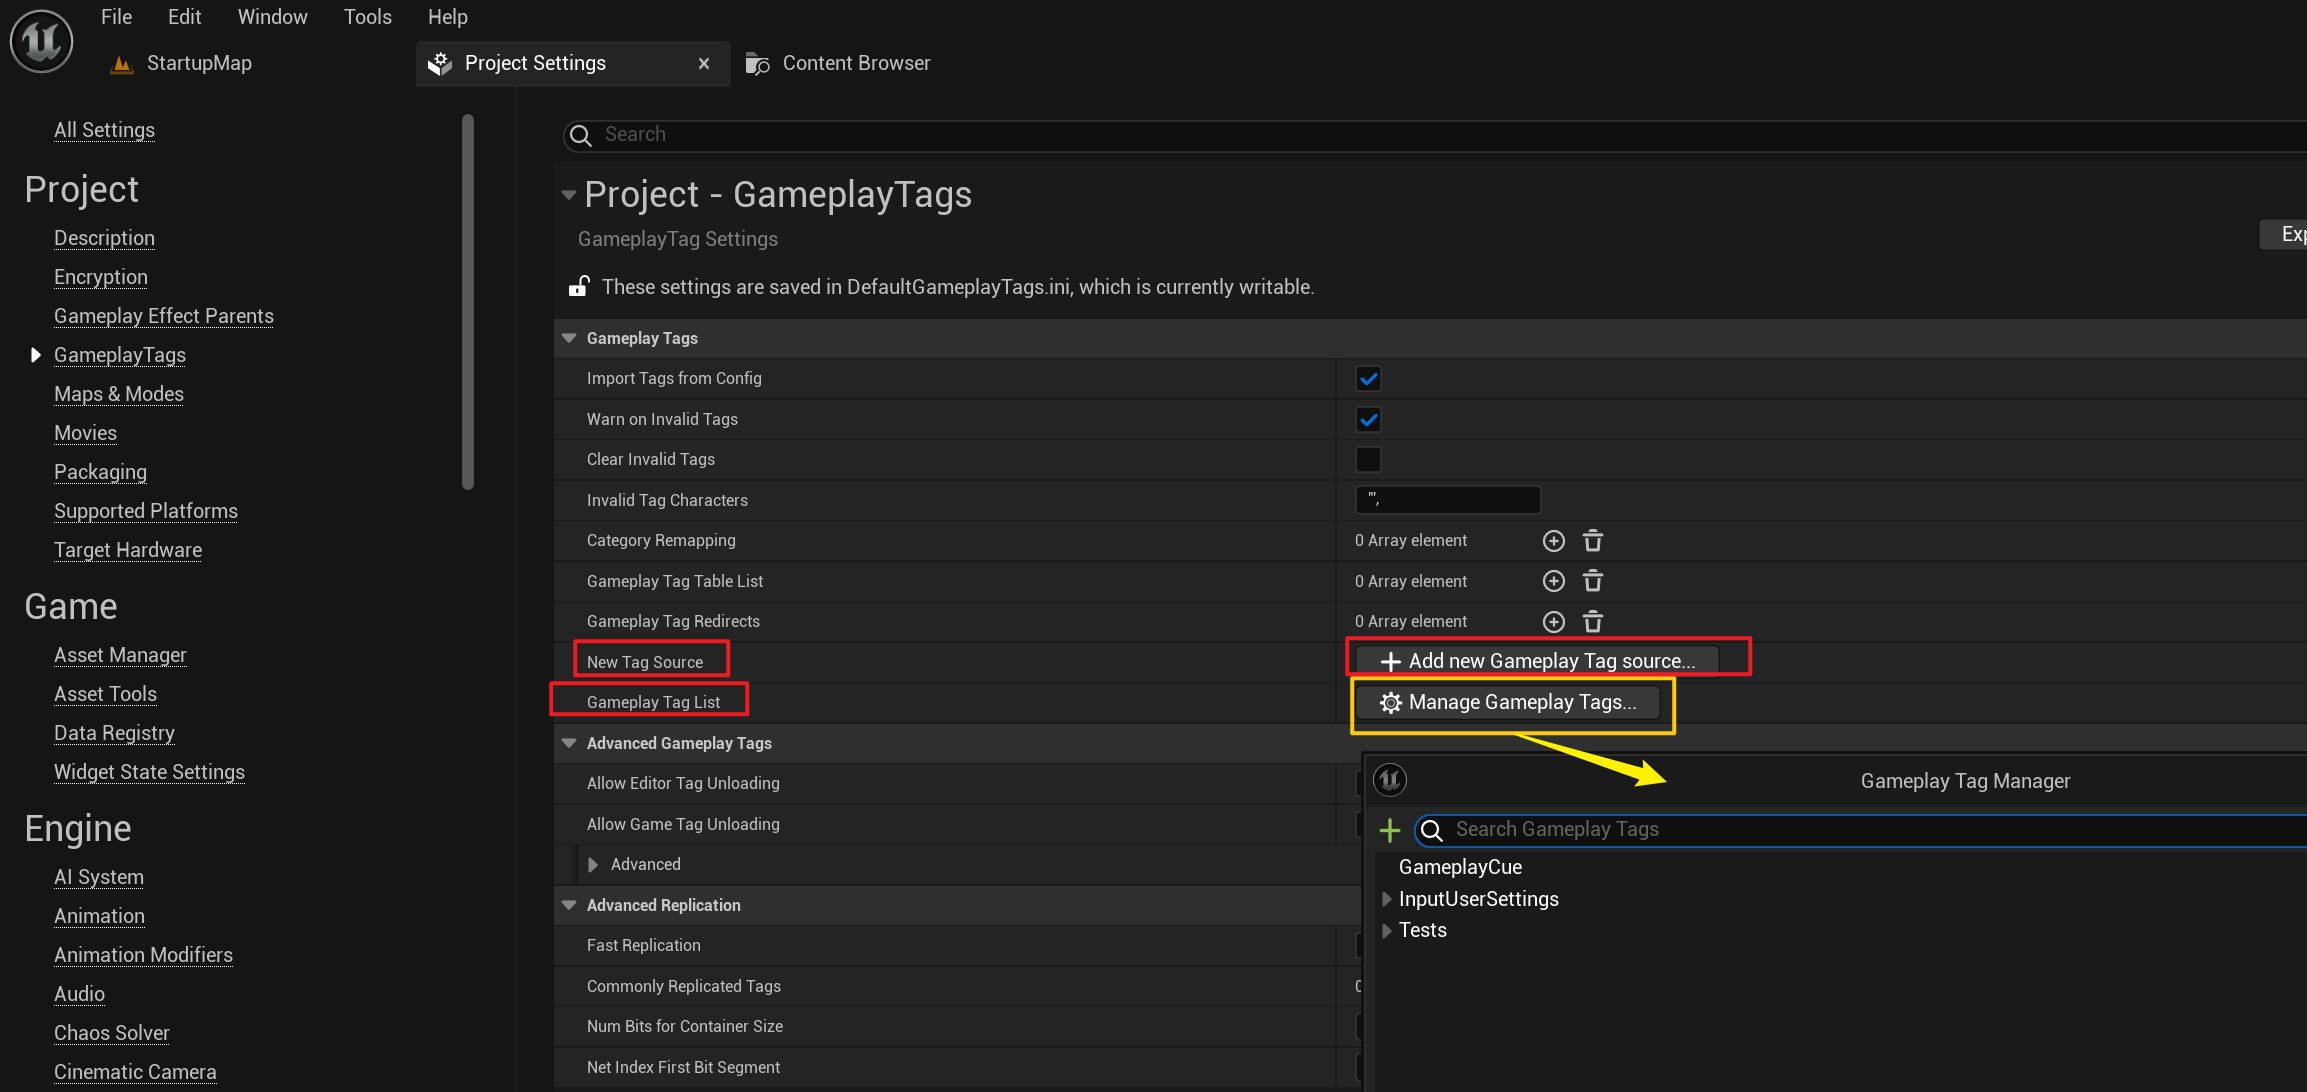 File Edit Window Tools Help
StartupMap
Project Settings
Content Browser
All Settings
Project
Description
Encryption
Gameplay Effect Parents
GameplayTags
Maps & Modes
Movies
Packaging
Supported Platforms
Target Hardware
Game
Asset Manager
Asset Tools
Data Registry
Widget State Settings
Engine
AI System
Animation
Animation Modifiers
Audio
Chaos Solver
Cinematic Camera
Search
Project - GameplayTags
GameplayTag Settings
Exp
These settings are saved in DefaultGameplayTags.ini, which is currently writable.
Gameplay Tags
Import Tags from Config
Warn on Invalid Tags
Clear Invalid Tags
Invalid Tag Characters "',
Category Remapping 0 Array element
Gameplay Tag Table List 0 Array element
Gameplay Tag Redirects 0 Array element
New Tag Source Add new Gameplay Tag source...
Gameplay Tag List Manage Gameplay Tags...
Advanced Gameplay Tags
Allow Editor Tag Unloading
Allow Game Tag Unloading
Advanced
Advanced Replication
Fast Replication
Commonly Replicated Tags
Num Bits for Container Size
Net Index First Bit Segment
Gameplay Tag Manager
Search Gameplay Tags
GameplayCue
InputUserSettings
Tests